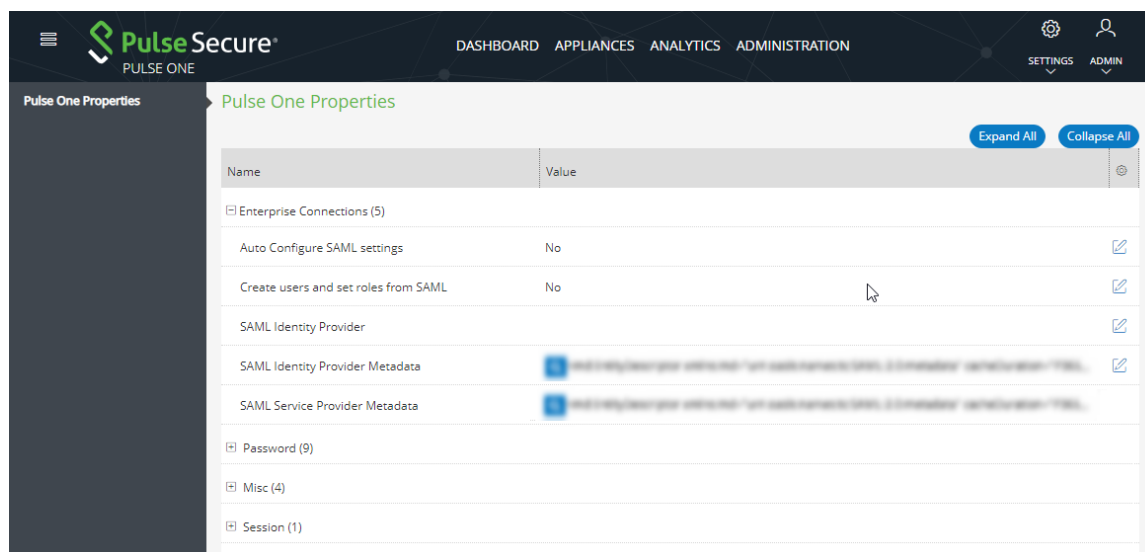 Pulse Secure®
PULSE ONE
DASHBOARD APPLIANCES ANALYTICS ADMINISTRATION
SETTINGS ADMIN
Pulse One Properties
Pulse One Properties
Expand All Collapse All
Name Value
Enterprise Connections (5)
Auto Configure SAML settings No
Create users and set roles from SAML No
SAML Identity Provider
SAML Identity Provider Metadata
SAML Service Provider Metadata
Password (9)
Misc (4)
Session (1)